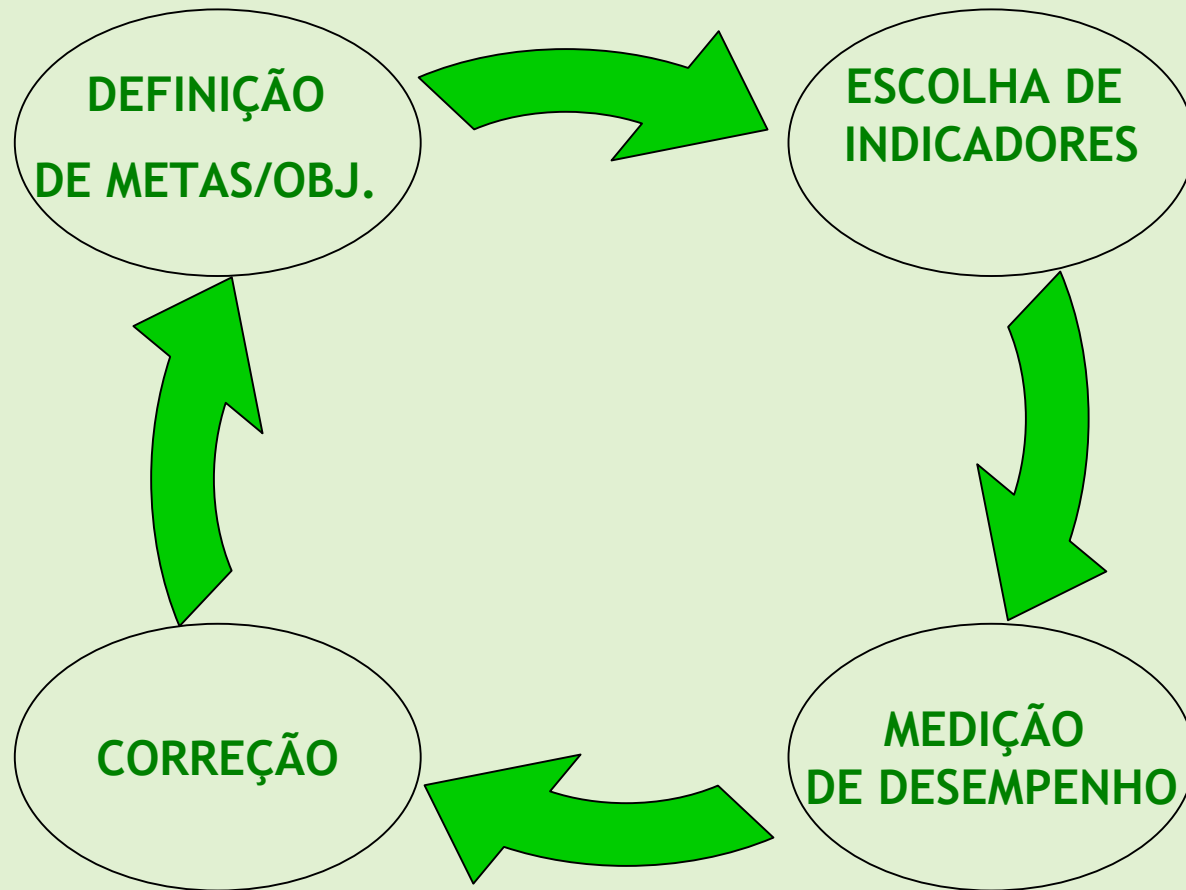 DEFINIÇÃO
DE METAS/OBJ.
ESCOLHA DE
INDICADORES
MEDIÇÃO
DE DESEMPENHO
CORREÇÃO